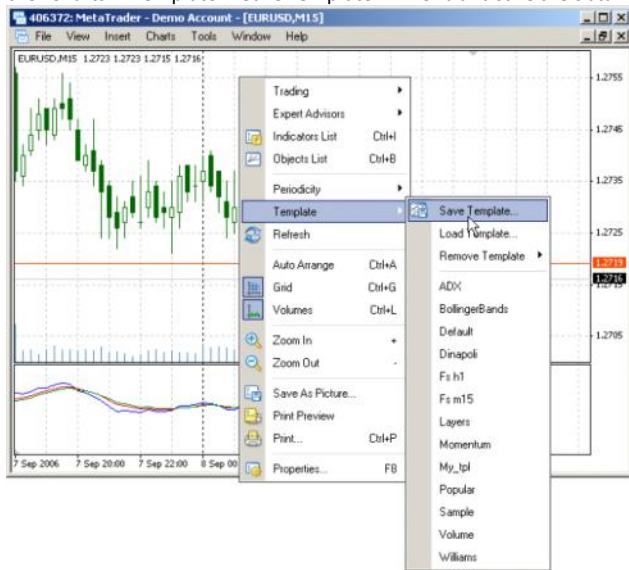 406372: MetaTrader - Demo Account - [EURUSD,M15]
File View Insert Charts Tools Window Help
EURUSD,M15 1.2723 1.2723 1.2715 1.2716
1.2755
1.2745
1.2735
1.2725
1.2719
1.2716
1.2715
1.2705
7 Sep 2006 7 Sep 20:00 7 Sep 22:00 8 Sep 00
Trading
Expert Advisors
Indicators List Ctrl+I
Objects List Ctrl+B
Periodicity
Template
Refresh
Auto Arrange Ctrl+A
Grid Ctrl+G
Volumes Ctrl+L
Zoom In +
Zoom Out -
Save As Picture...
Print Preview
Print... Ctrl+P
Properties... F8
Save Template...
Load Template...
Remove Template
ADX
BollingerBands
Default
Dinapoli
Fs h1
Fs m15
Layers
Momentum
My_tpl
Popular
Sample
Volume
Williams